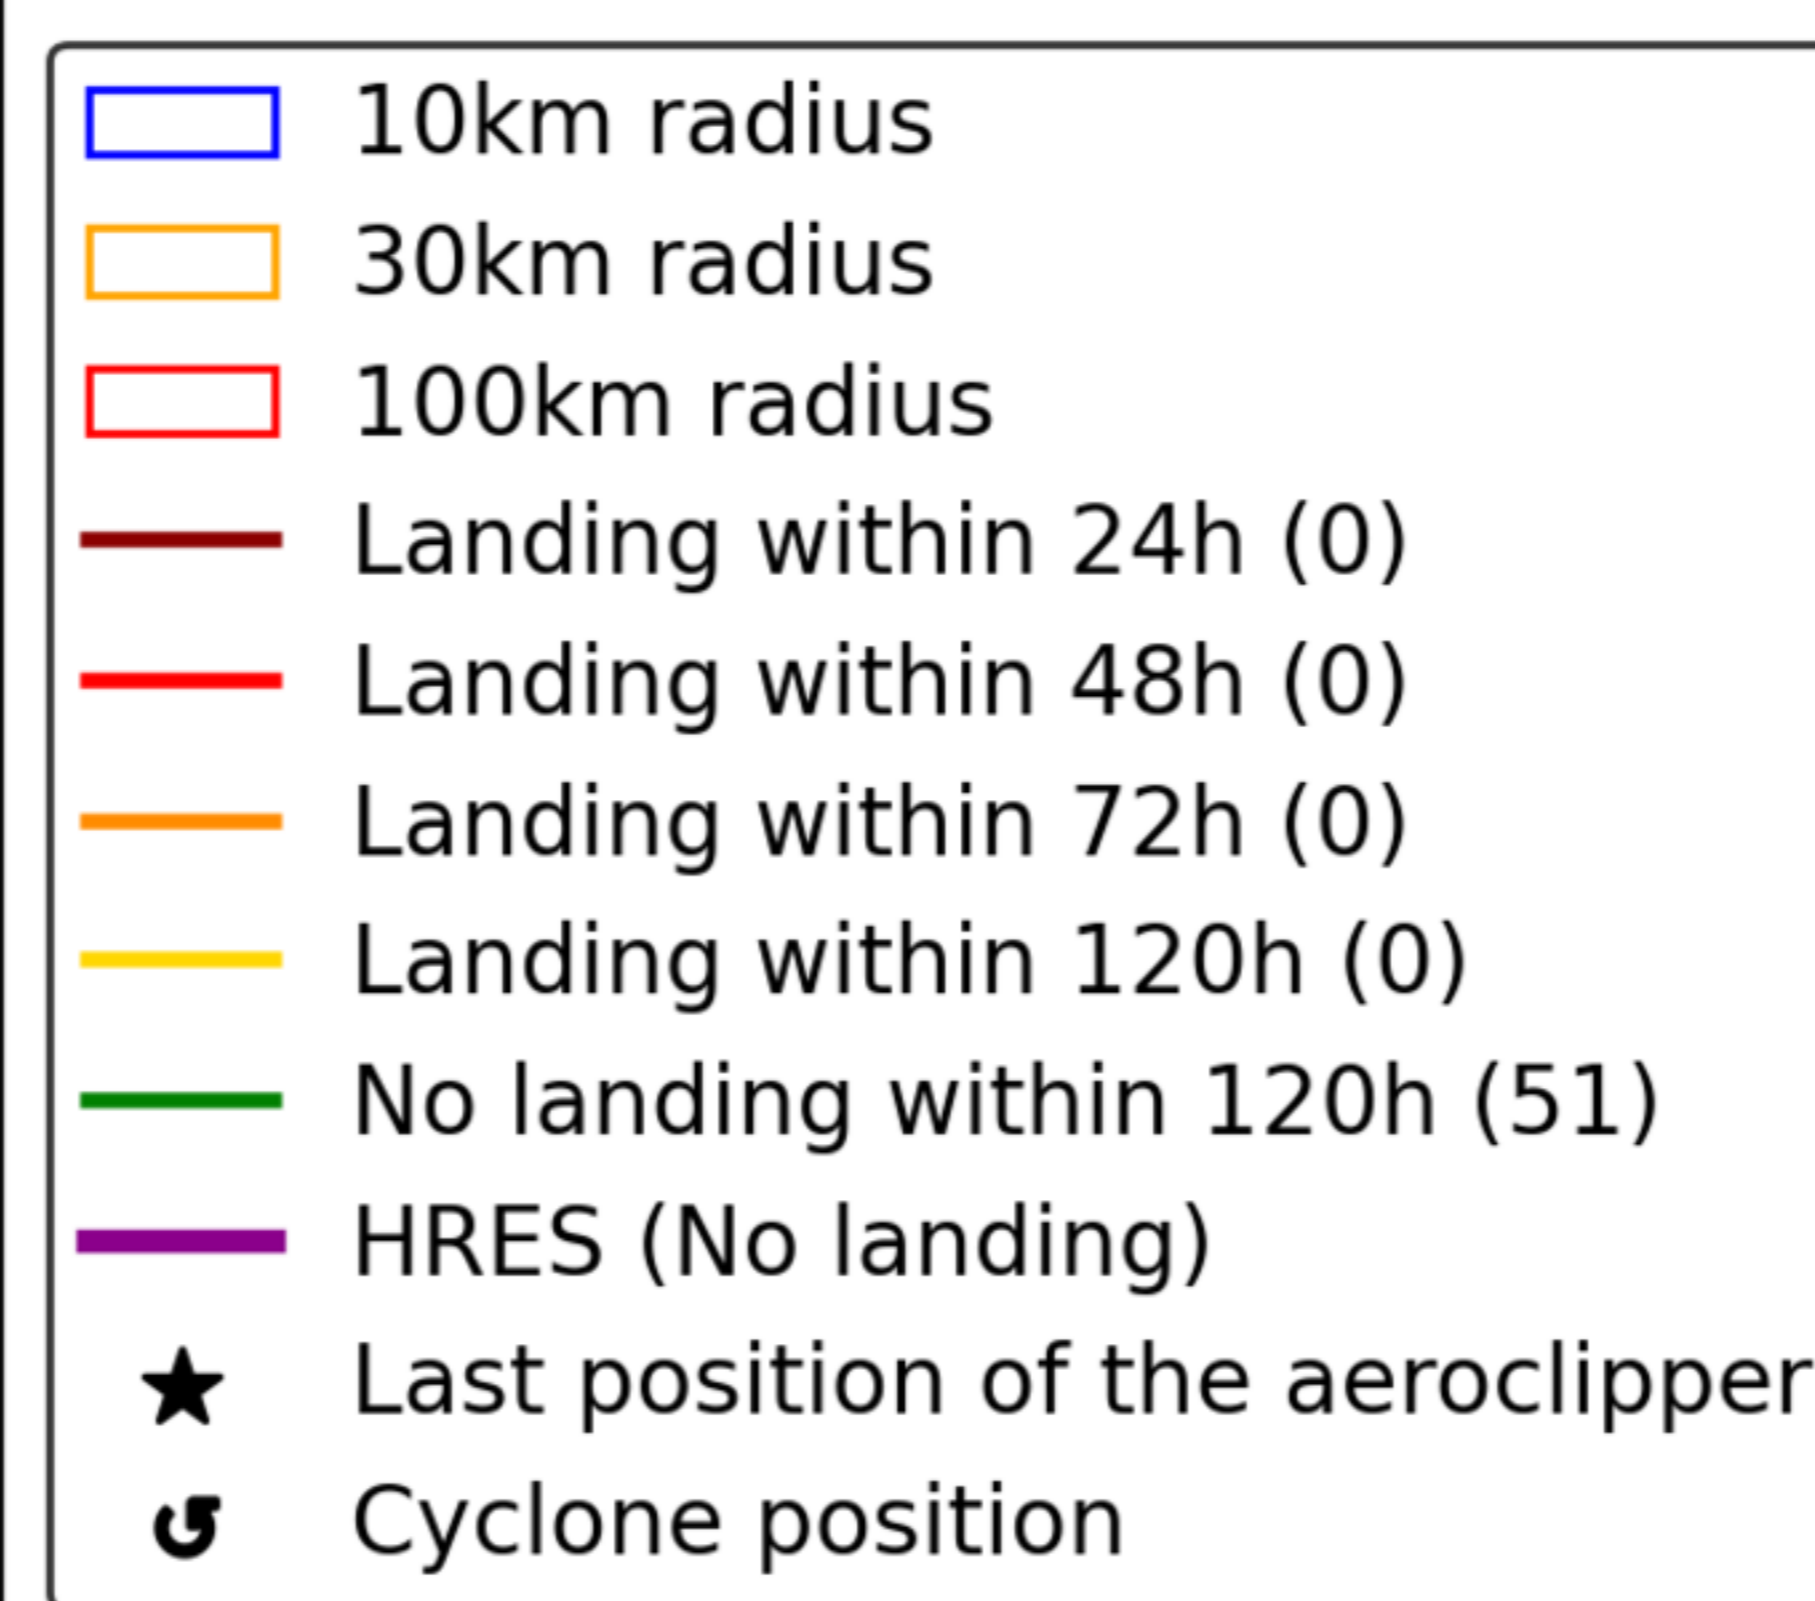 10km radius
30km radius
100km radius
Landing within 24h (0)
Landing within 48h (0)
Landing within 72h (0)
Landing within 120h (0)
No landing within 120h (51)
HRES (No landing)
Last position of the aeroclipper
Cyclone position